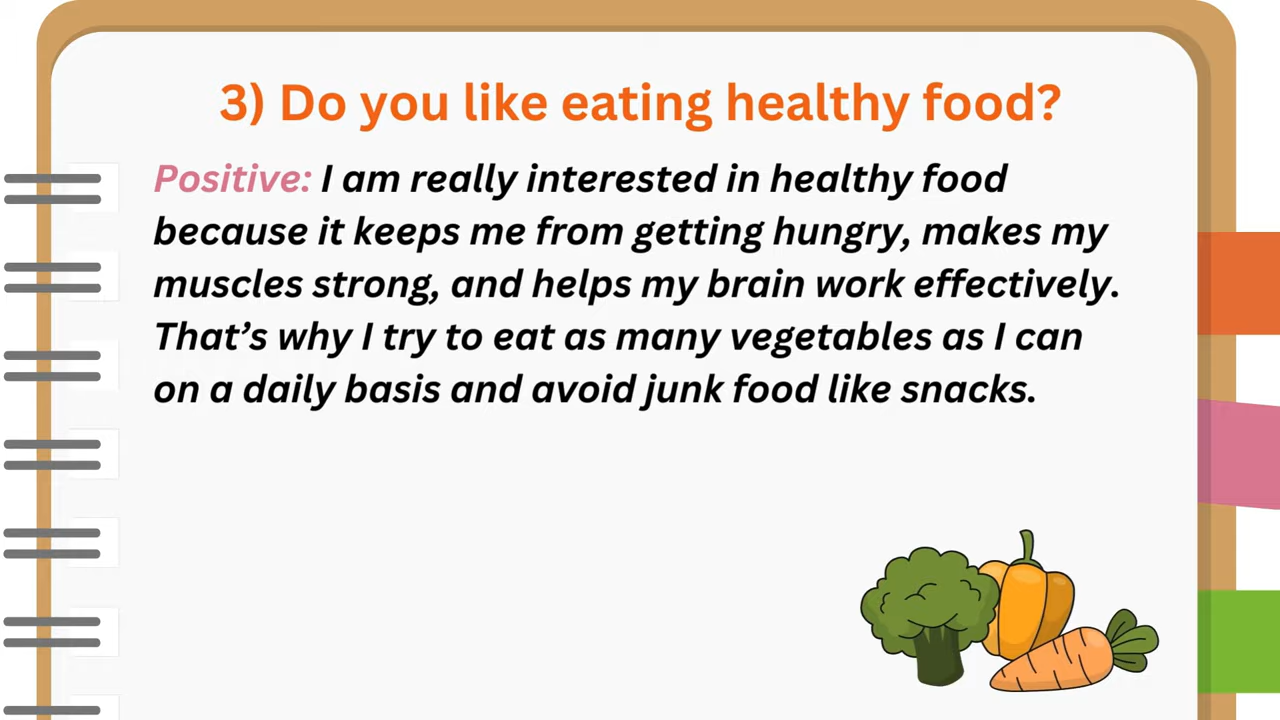 3) Do you like eating healthy food?
Positive: I am really interested in healthy food
because it keeps me from getting hungry, makes my
muscles strong, and helps my brain work effectively.
That’s why I try to eat as many vegetables as I can
on a daily basis and avoid junk food like snacks.